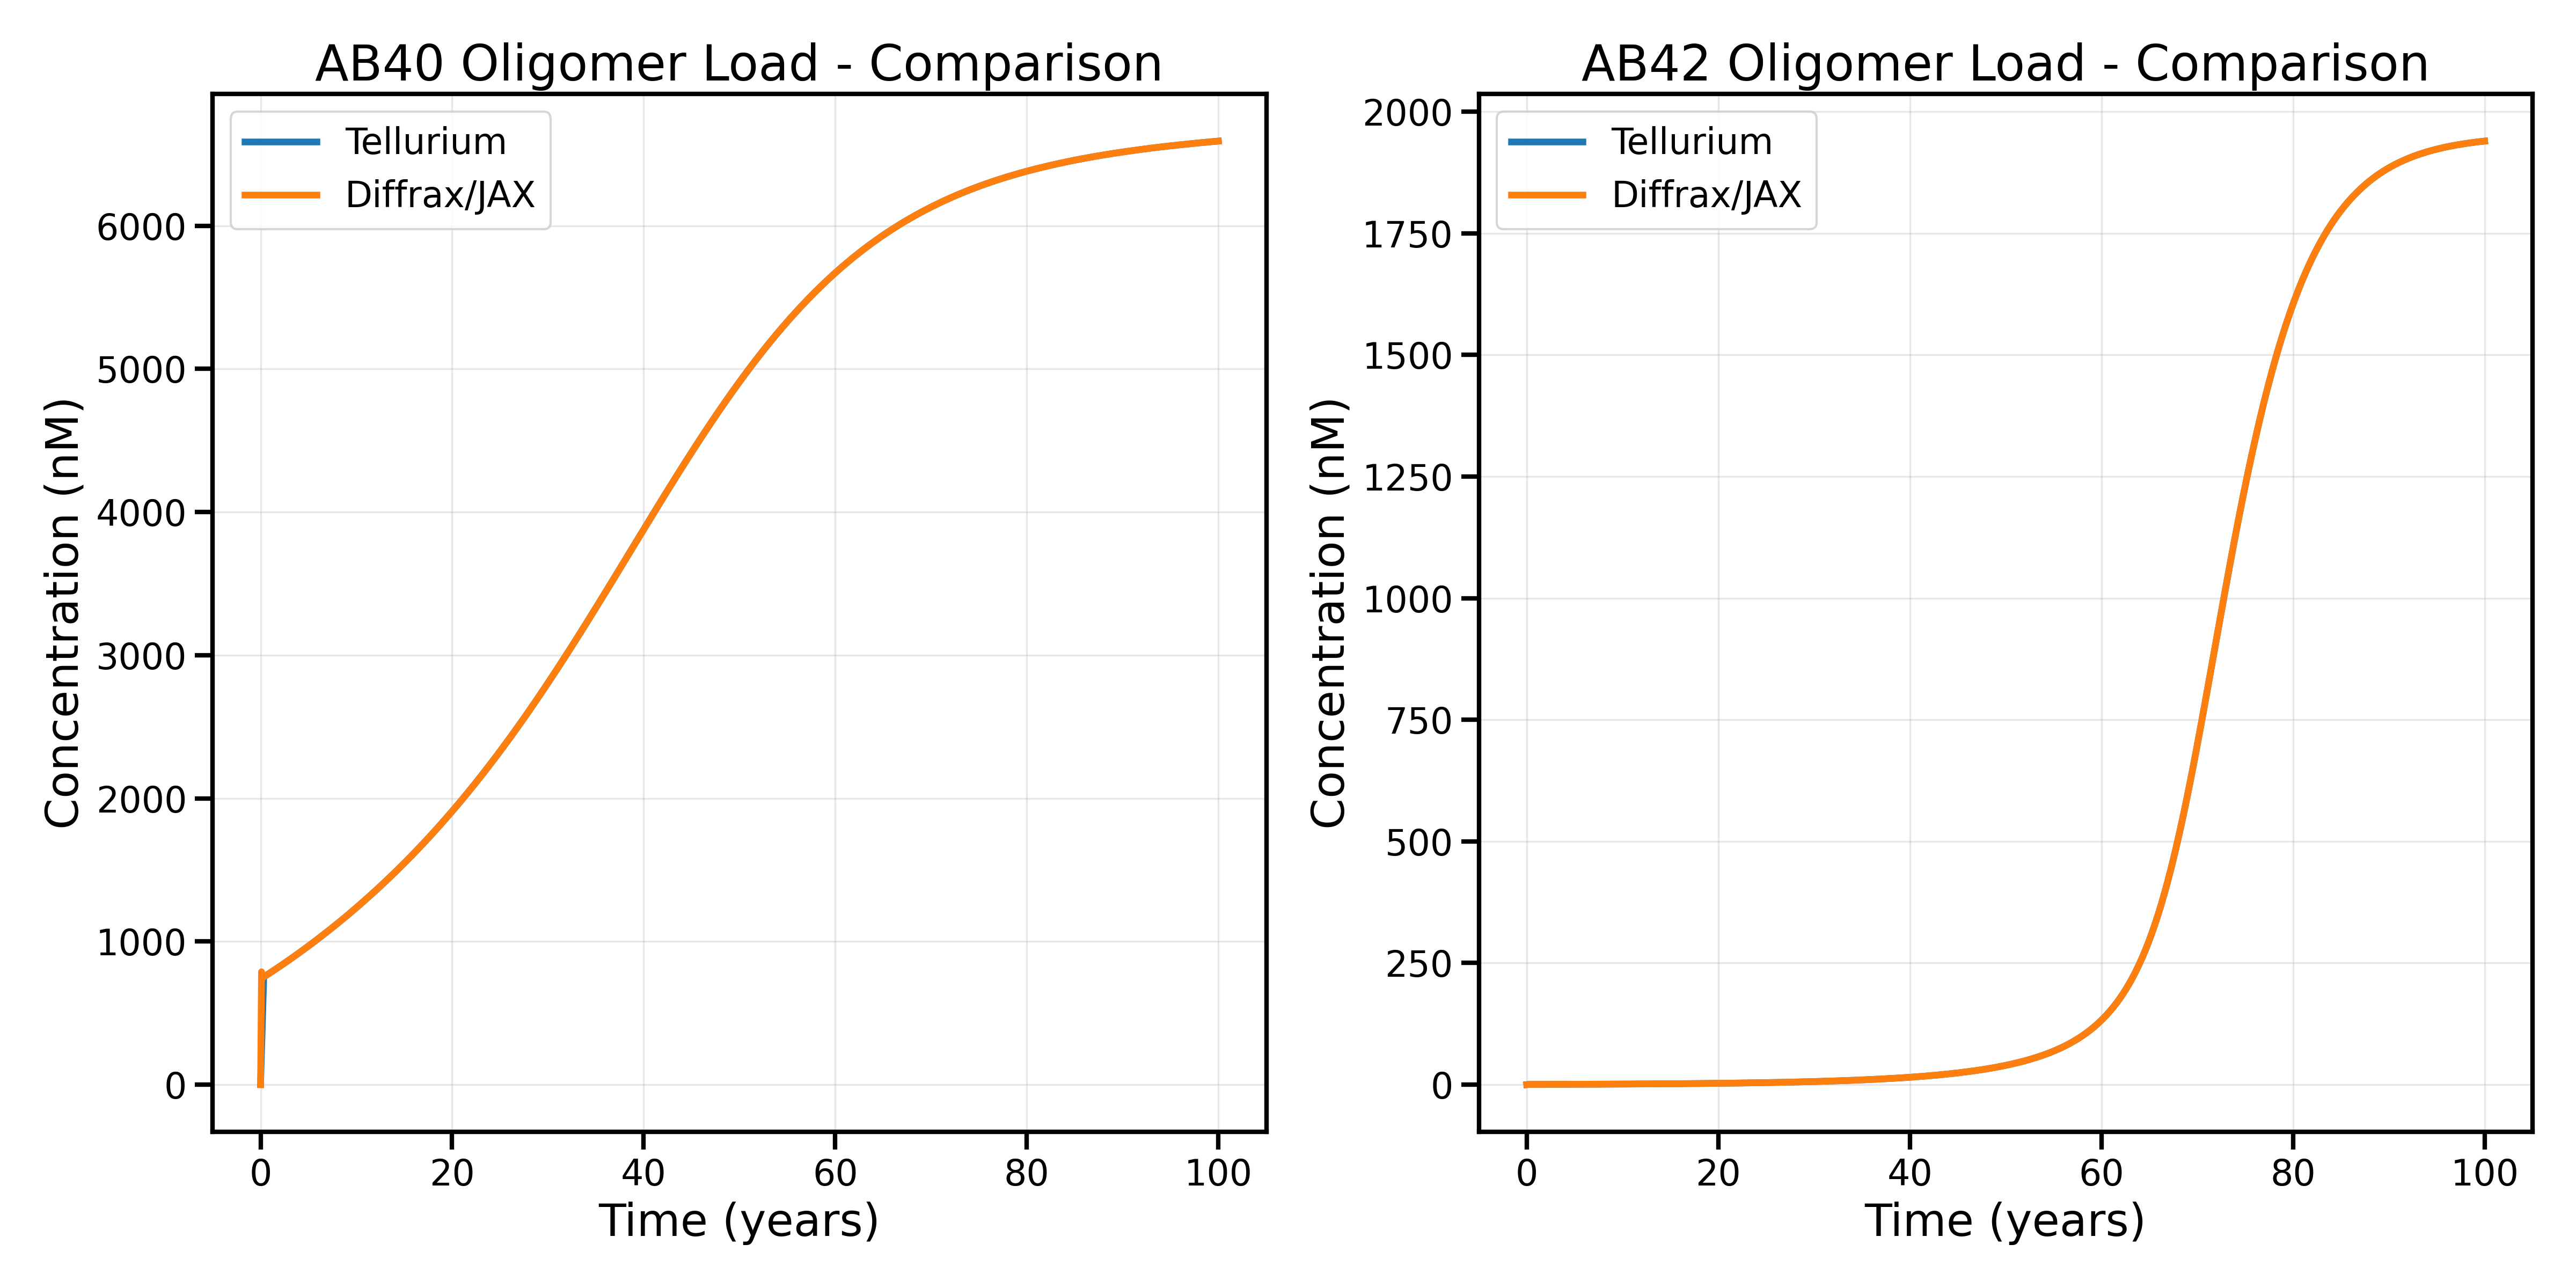 AB40 Oligomer Load - Comparison
Tellurium
Diffrax/JAX
Concentration (nM)
6000
5000
4000
3000
2000
1000
0
0 20 40 60 80 100
Time (years)
AB42 Oligomer Load - Comparison
Tellurium
Diffrax/JAX
Concentration (nM)
2000
1750
1500
1250
1000
750
500
250
0
0 20 40 60 80 100
Time (years)